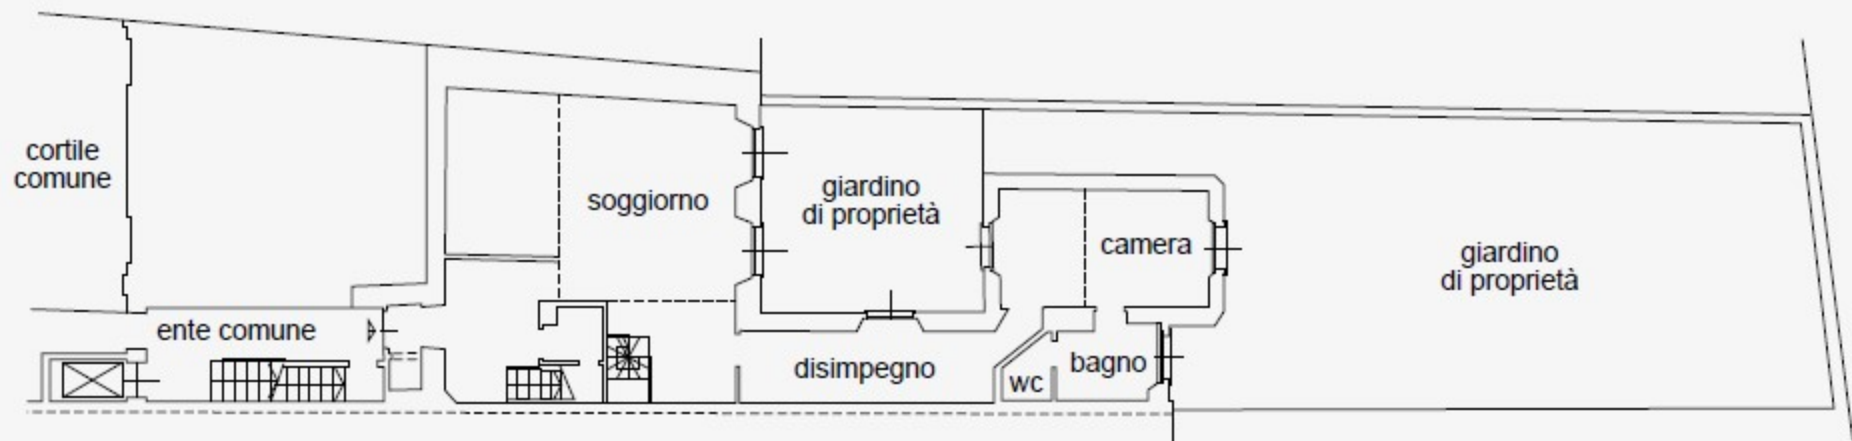 cortile
comune
soggiorno
giardino
di proprietà
camera
giardino
di proprietà
ente comune
disimpegno
wc
bagno